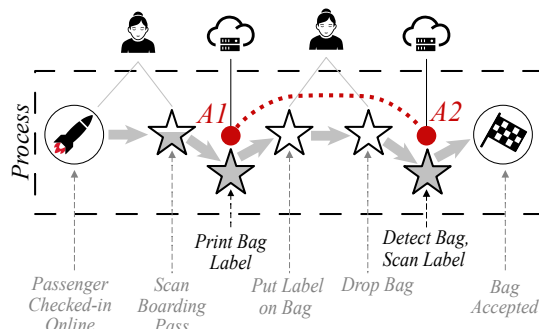 A1
A2
Process
Print Bag
Label
Detect Bag,
Scan Label
Passenger
Checked-in
Online
Scan
Boarding
Pass
Put Label
on Bag
Drop Bag
Bag
Accepted